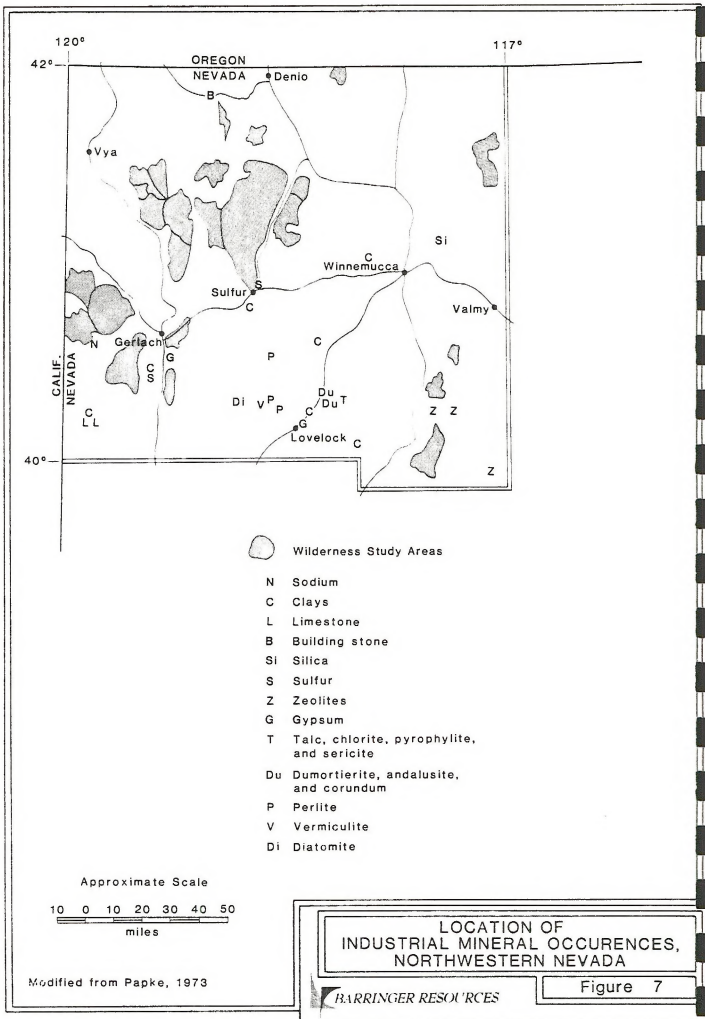 120°
117°
42°
OREGON
NEVADA
Denio
B
Vya
Si
C
Winnemucca
S
Sulfur
C
Valmy
N
Gerlach
G
C
P
C
S
CALIF.
NEVADA
Du
Di
V
P
P
C
Du
T
Z
Z
C
L
L
G
Lovelock
C
40°
Z
Wilderness Study Areas
N Sodium
C Clays
L Limestone
B Building stone
Si Silica
S Sulfur
Z Zeolites
G Gypsum
T Talc, chlorite, pyrophylite,
and sericite
Du Dumortierite, andalusite,
and corundum
P Perlite
V Vermiculite
Di Diatomite
Approximate Scale
10 0 10 20 30 40 50
miles
Modified from Papke, 1973
LOCATION OF
INDUSTRIAL MINERAL OCCURENCES,
NORTHWESTERN NEVADA
BARRINGER RESOURCES
Figure 7